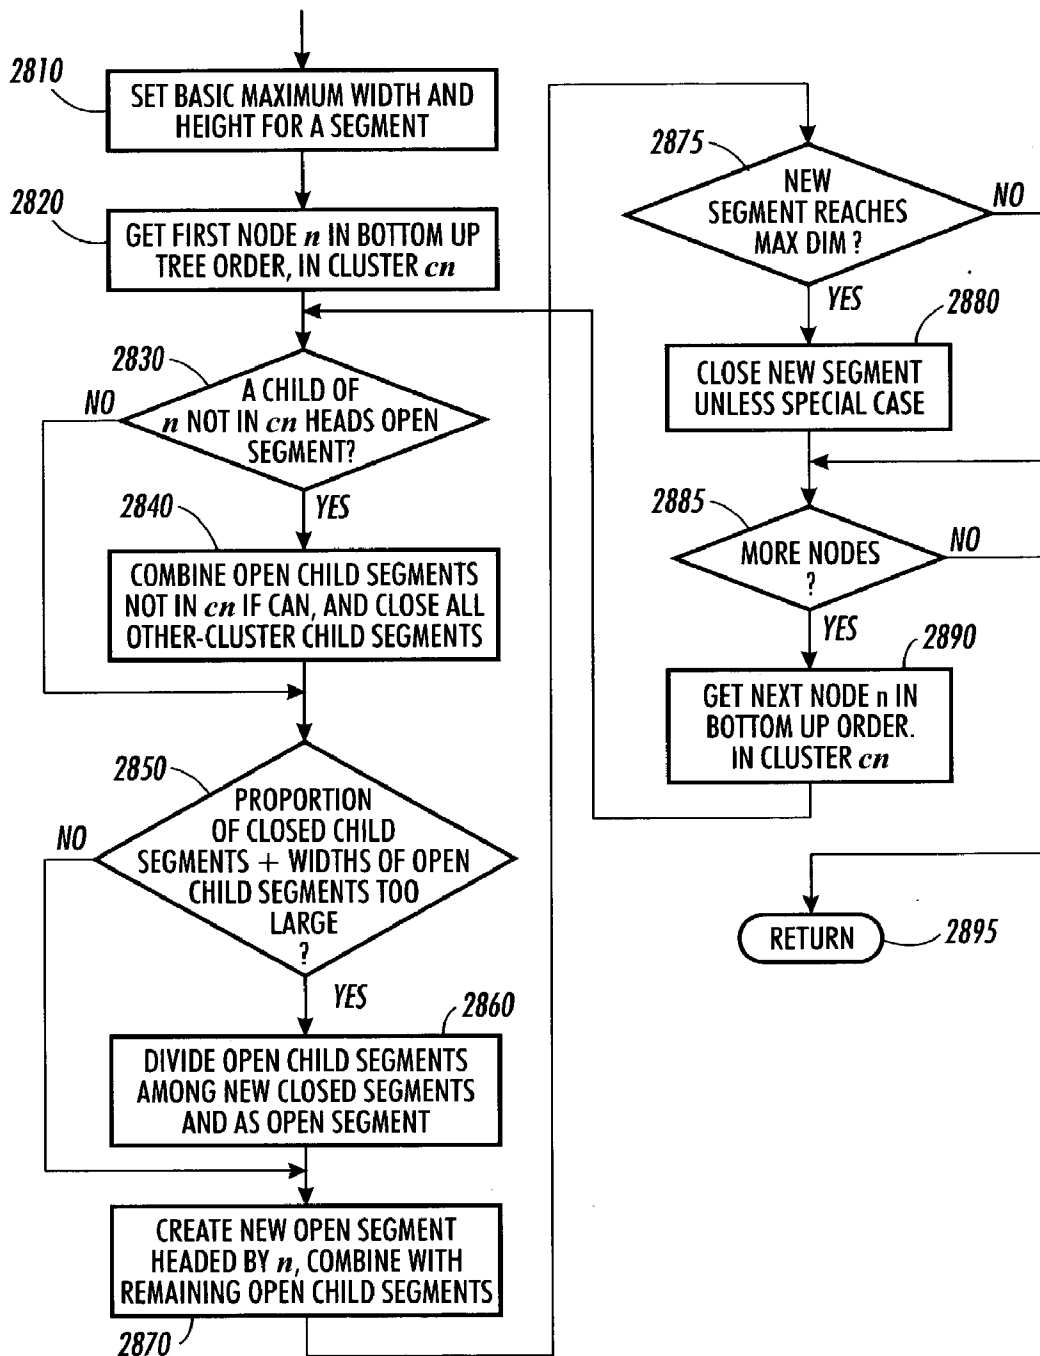 2810
SET BASIC MAXIMUM WIDTH AND
HEIGHT FOR A SEGMENT
2820
GET FIRST NODE n IN BOTTOM UP
TREE ORDER, IN CLUSTER cn
2830
NO
A CHILD OF
n NOT IN cn HEADS OPEN
SEGMENT?
YES
2840
COMBINE OPEN CHILD SEGMENTS
NOT IN cn IF CAN, AND CLOSE ALL
OTHER-CLUSTER CHILD SEGMENTS
2850
NO
PROPORTION
OF CLOSED CHILD
SEGMENTS + WIDTHS OF OPEN
CHILD SEGMENTS TOO
LARGE
?
YES
2860
DIVIDE OPEN CHILD SEGMENTS
AMONG NEW CLOSED SEGMENTS
AND AS OPEN SEGMENT
CREATE NEW OPEN SEGMENT
HEADED BY n, COMBINE WITH
REMAINING OPEN CHILD SEGMENTS
2870
2875
NEW
SEGMENT REACHES
MAX DIM ?
NO
YES
2880
CLOSE NEW SEGMENT
UNLESS SPECIAL CASE
2885
MORE NODES
?
NO
YES
2890
GET NEXT NODE n IN
BOTTOM UP ORDER.
IN CLUSTER cn
RETURN
2895